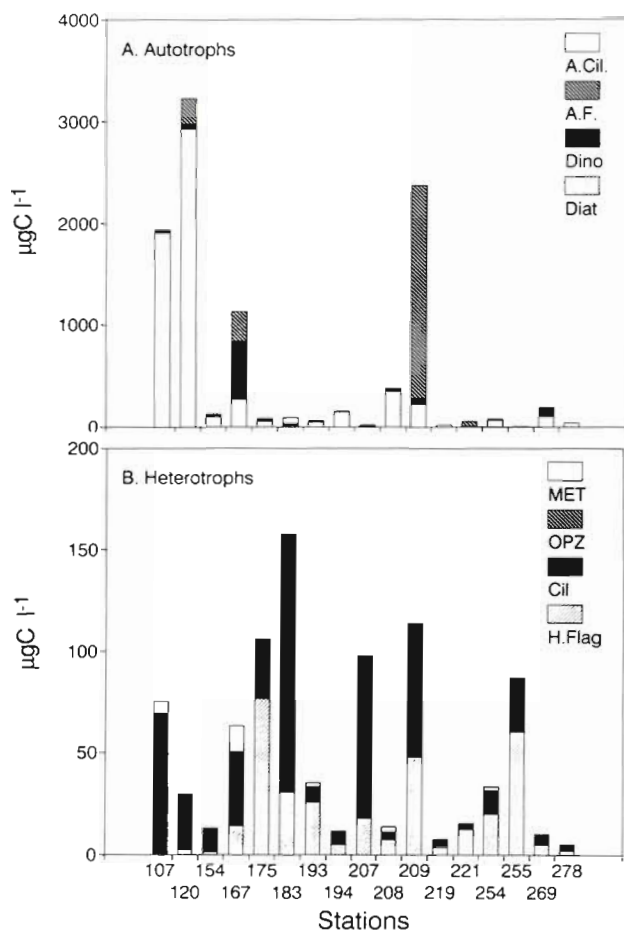 4000
A. Autotrophs
A.Cil.
A.F.
3000
Dino
Diat
µgC l-1
2000
1000
0
200
B. Heterotrophs
MET
OPZ
150
Cil
H.Flag
µgC l-1
100
50
0
107 154 175 193 207 209 221 255 278
120 167 183 194 208 219 254 269
Stations